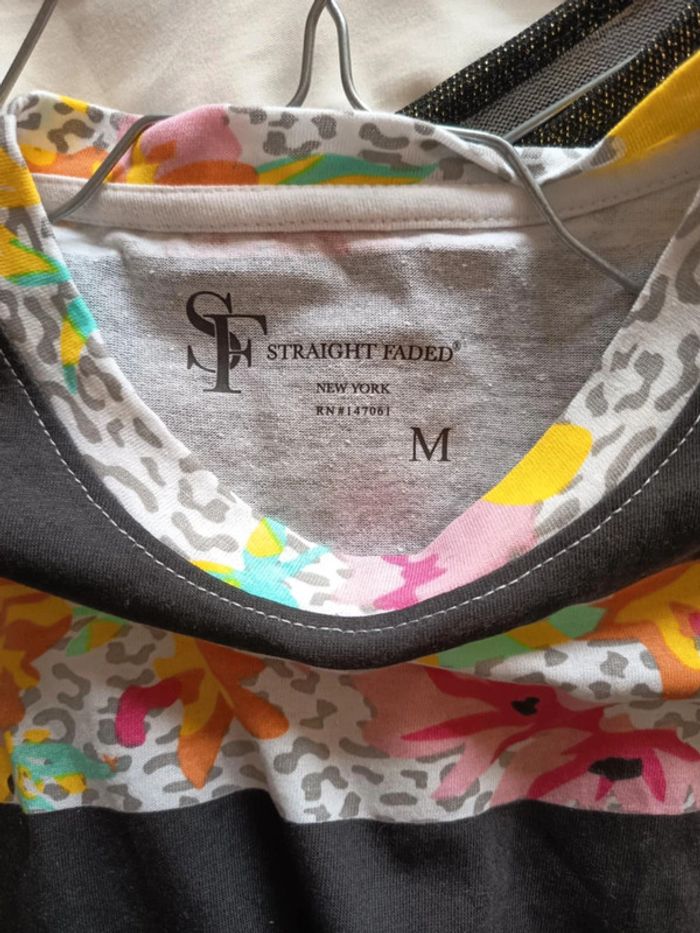 SF
STRAIGHT FADED®
NEW YORK
RN#147061
M